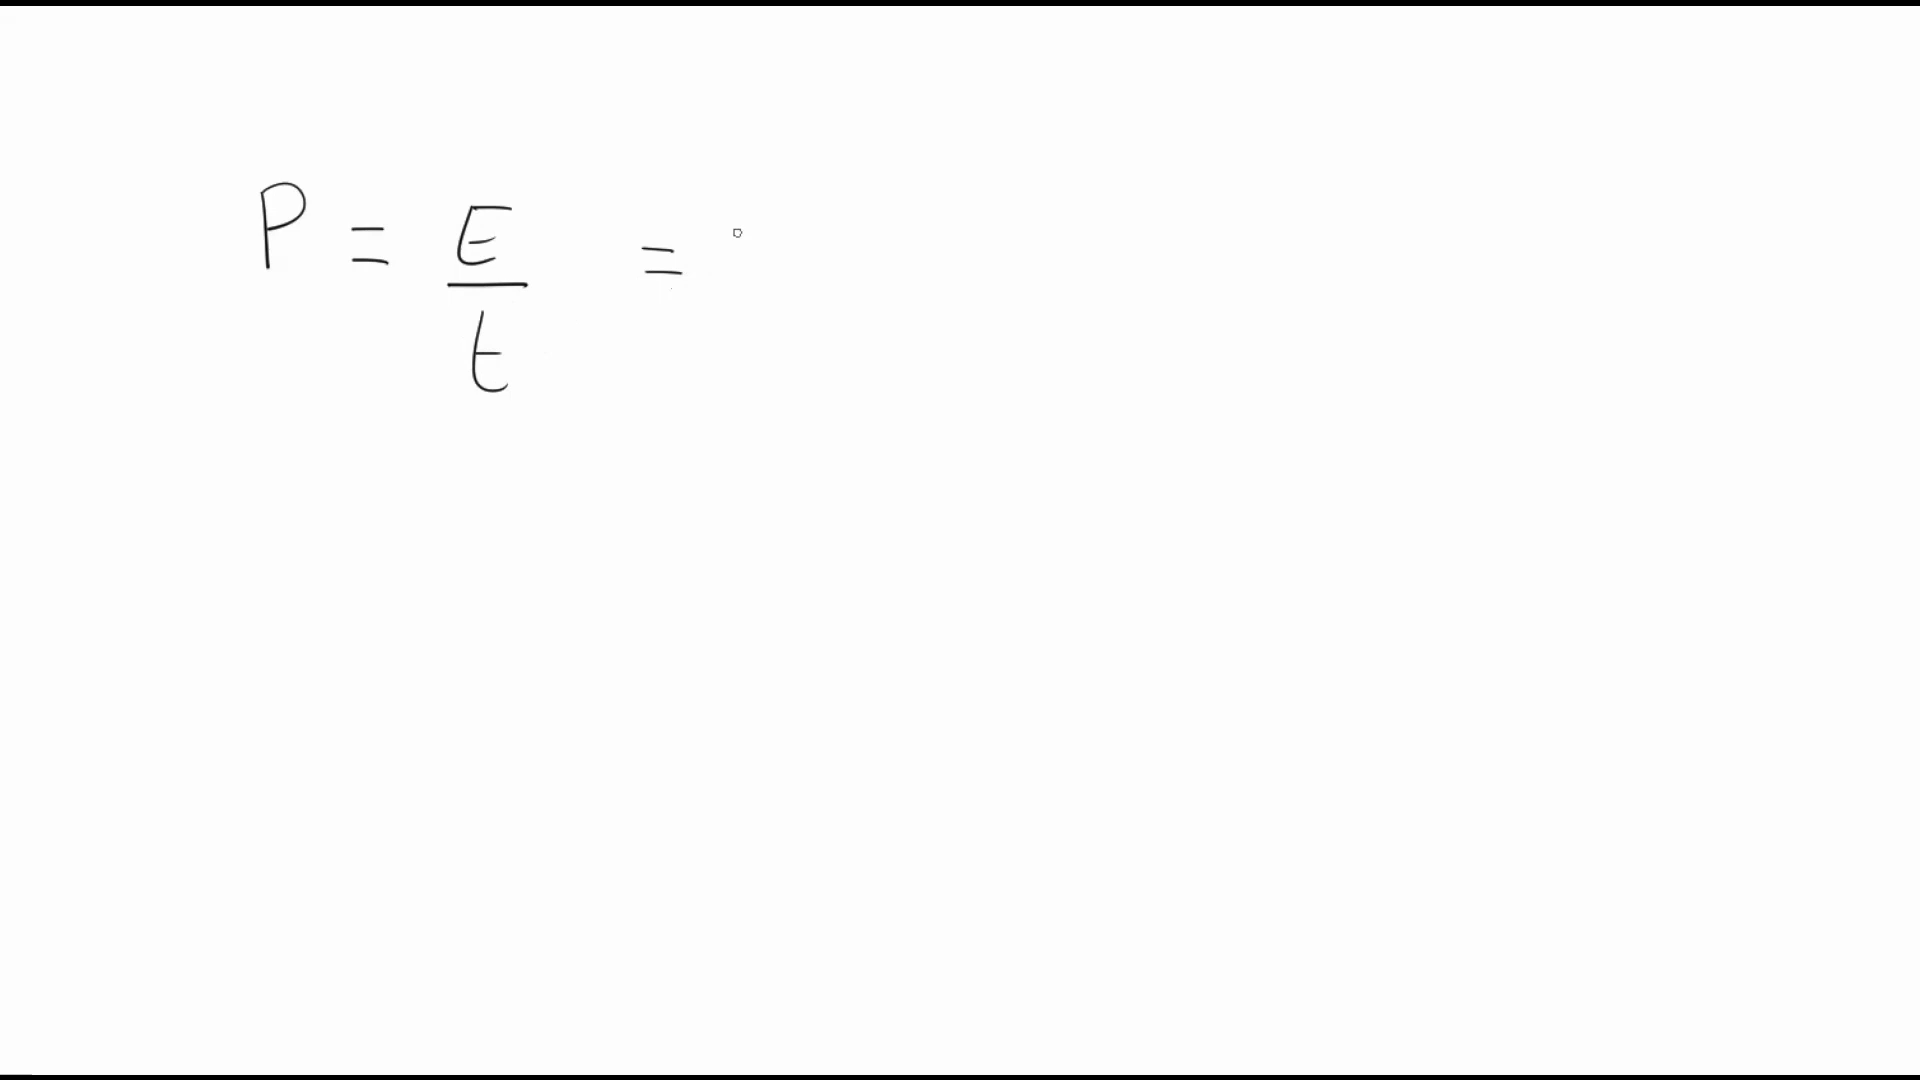 P = E/t =